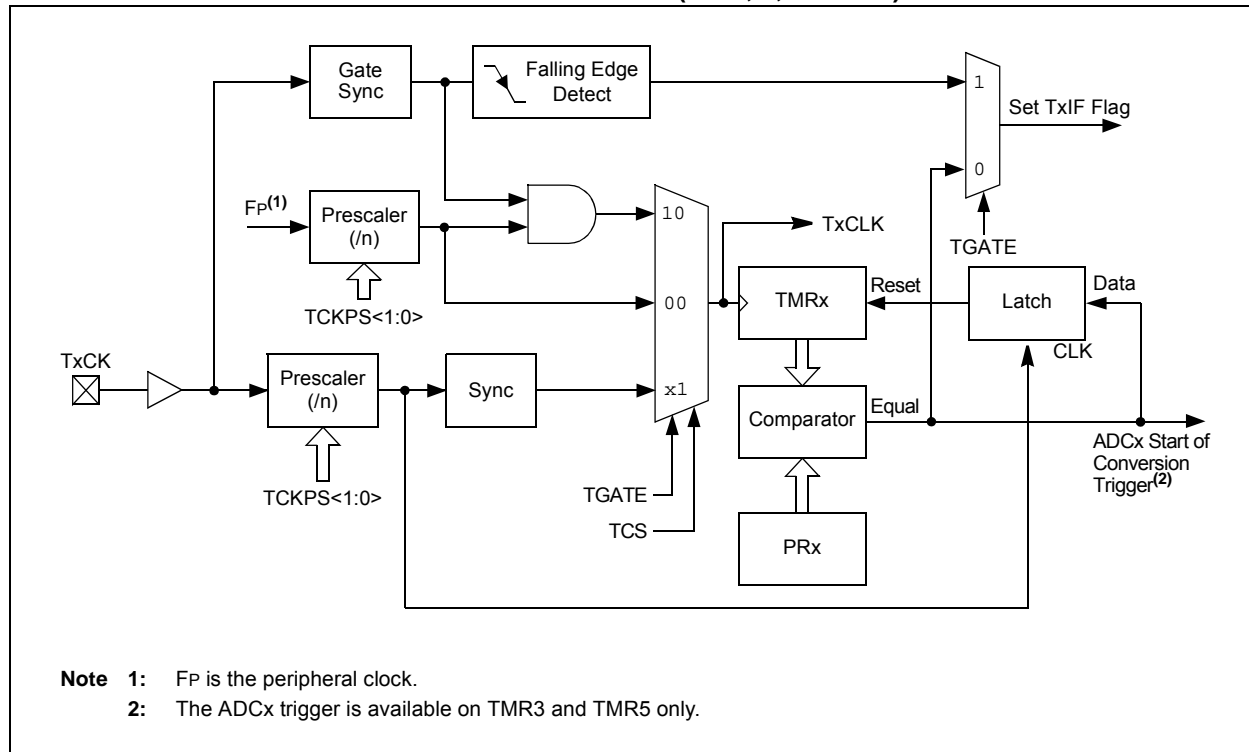 Gate
Sync
Falling Edge
Detect
1
Set TxIF Flag
0
FP(1)
Prescaler
(/n)
10
TxCLK
TGATE
TCKPS<1:0>
00
TMRx
Reset
Latch
Data
CLK
TxCK
Prescaler
(/n)
Sync
x1
Comparator
Equal
ADCx Start of
Conversion
Trigger(2)
TCKPS<1:0>
TGATE
TCS
PRx
Note 1: FP is the peripheral clock.
2: The ADCx trigger is available on TMR3 and TMR5 only.